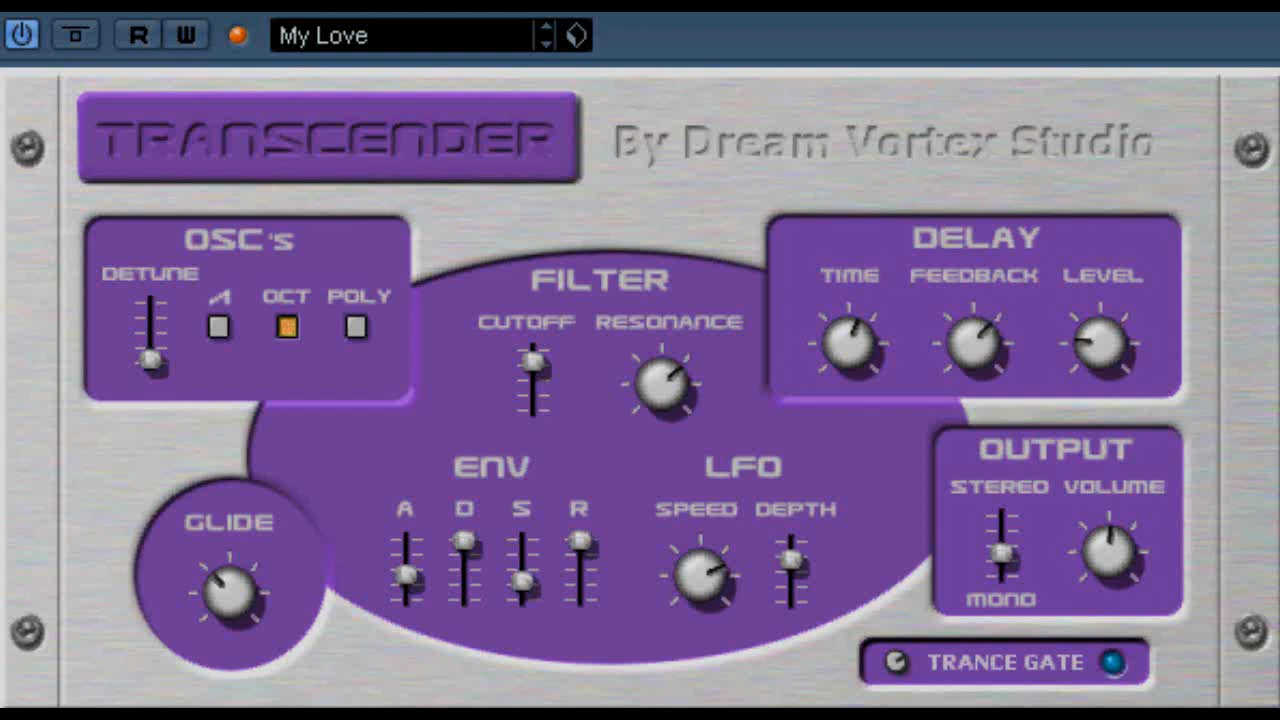 R W My Love
TRANSCENDER By Dream Vortex Studio
OSC's
DETUNE OCT POLY
FILTER
CUTOFF RESONANCE
DELAY
TIME FEEDBACK LEVEL
ENV
A D S R
LFO
SPEED DEPTH
GLIDE
OUTPUT
STEREO VOLUME
MONO
TRANCE GATE